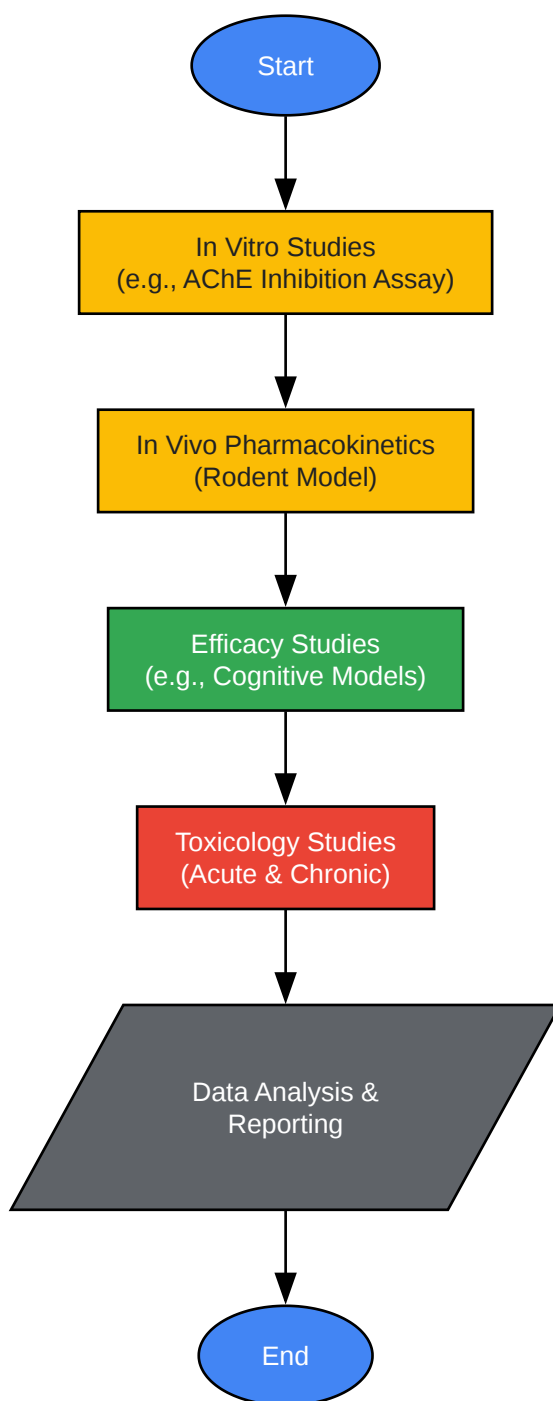 Start
In Vitro Studies
(e.g., AChE Inhibition Assay)
In Vivo Pharmacokinetics
(Rodent Model)
Efficacy Studies
(e.g., Cognitive Models)
Toxicology Studies
(Acute & Chronic)
Data Analysis &
Reporting
End